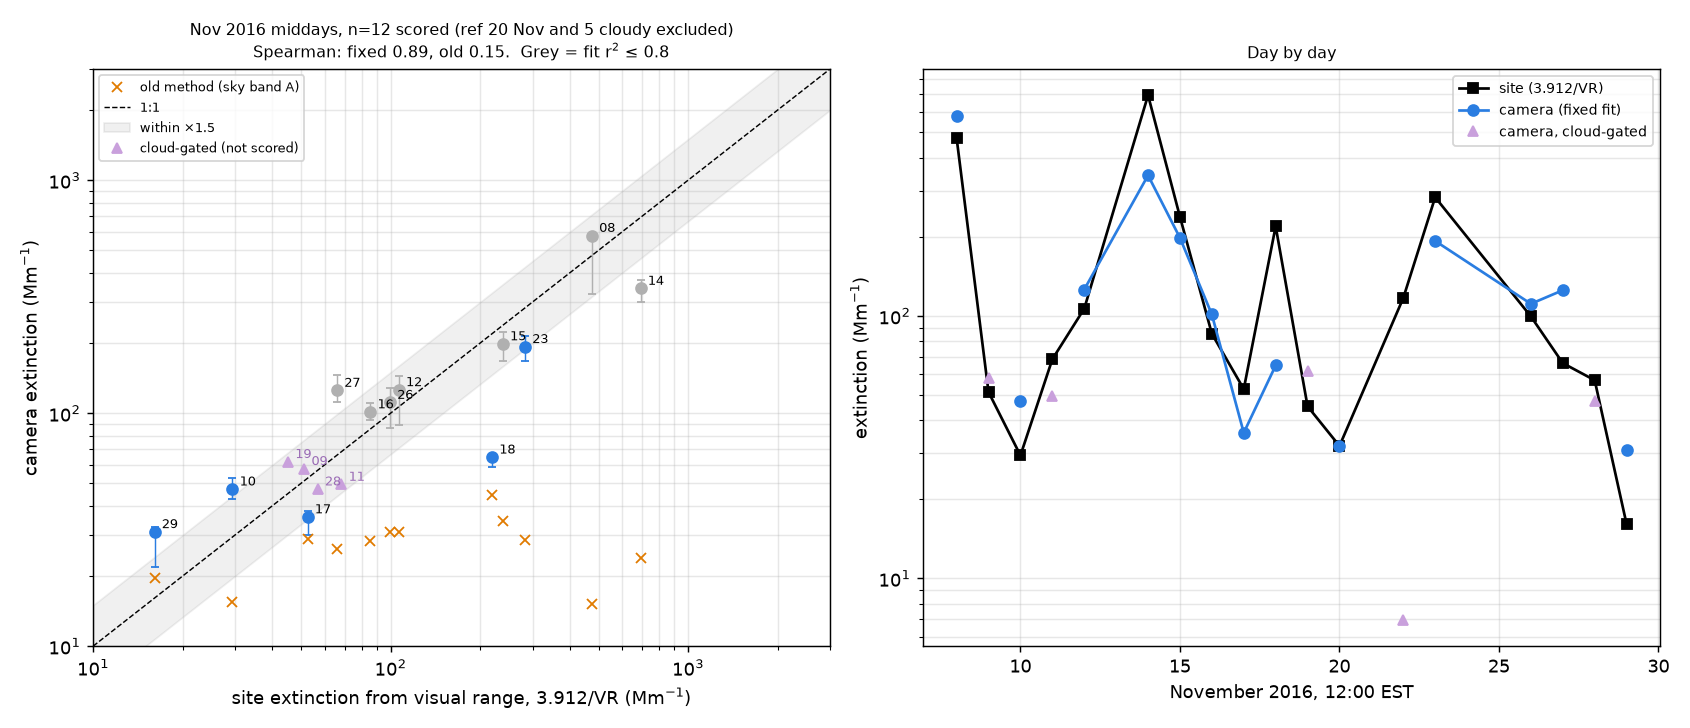 Nov 2016 middays, n=12 scored (ref 20 Nov and 5 cloudy excluded)
Spearman: fixed 0.89, old 0.15.  Grey = fit r² ≤ 0.8
old method (sky band A)
1:1
within ×1.5
cloud-gated (not scored)
camera extinction (Mm⁻¹)
10³
10²
10¹
08
14
15
23
27
12
26
16
19
09
28
11
18
10
17
29
10¹
10²
10³
site extinction from visual range, 3.912/VR (Mm⁻¹)
Day by day
site (3.912/VR)
camera (fixed fit)
camera, cloud-gated
extinction (Mm⁻¹)
10²
10¹
10
15
20
25
30
November 2016, 12:00 EST